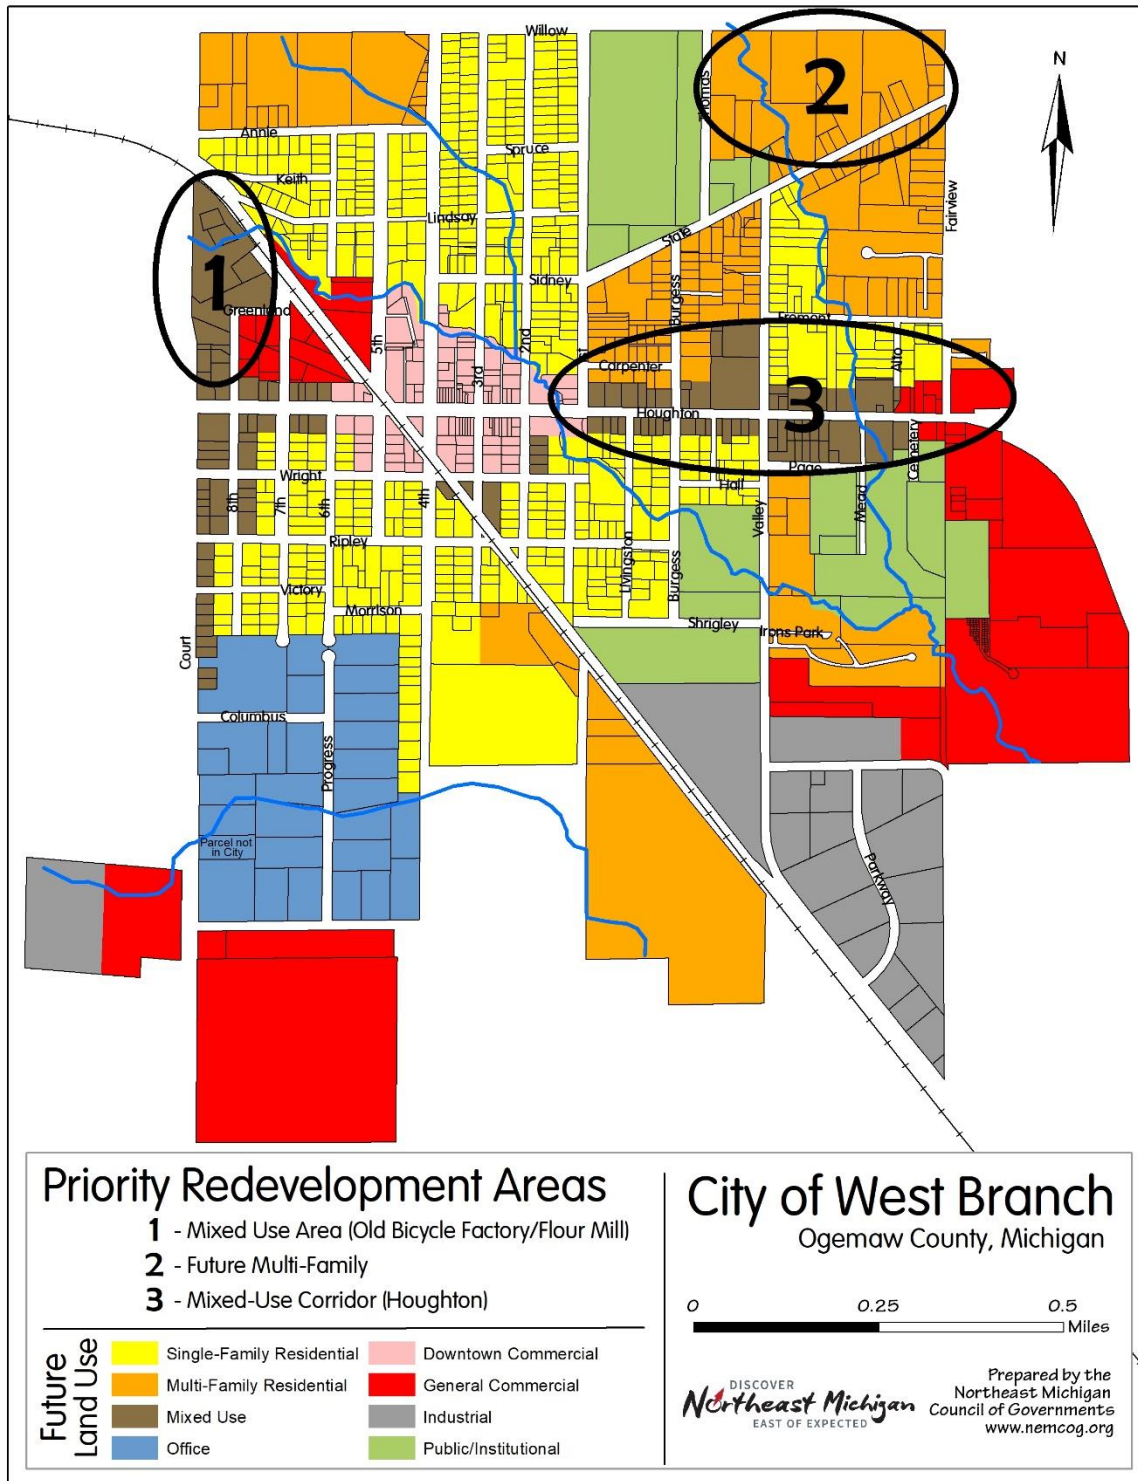 Willow
N
2
Thomas
Annie
Spruce
Keith
Lindsay
State
Fairview
1
Sidney
Burgess
Greenland
Fremont
5th
3rd
2nd
Carpenter
Alto
3
Houghton
Page
Cemetery
Wright
Hall
8th
7th
6th
4th
Valley
Mead
Ripley
Livingston
Burgess
Victory
Morrison
Shrigley
Irons Park
Court
Columbus
Progress
Parcel not
in City
Parkway
Priority Redevelopment Areas
1 - Mixed Use Area (Old Bicycle Factory/Flour Mill)
2 - Future Multi-Family
3 - Mixed-Use Corridor (Houghton)
Future
Land Use
Single-Family Residential
Multi-Family Residential
Mixed Use
Office
Downtown Commercial
General Commercial
Industrial
Public/Institutional
City of West Branch
Ogemaw County, Michigan
0 0.25 0.5
Miles
DISCOVER
Northeast Michigan
EAST OF EXPECTED
Prepared by the
Northeast Michigan
Council of Governments
www.nemcog.org